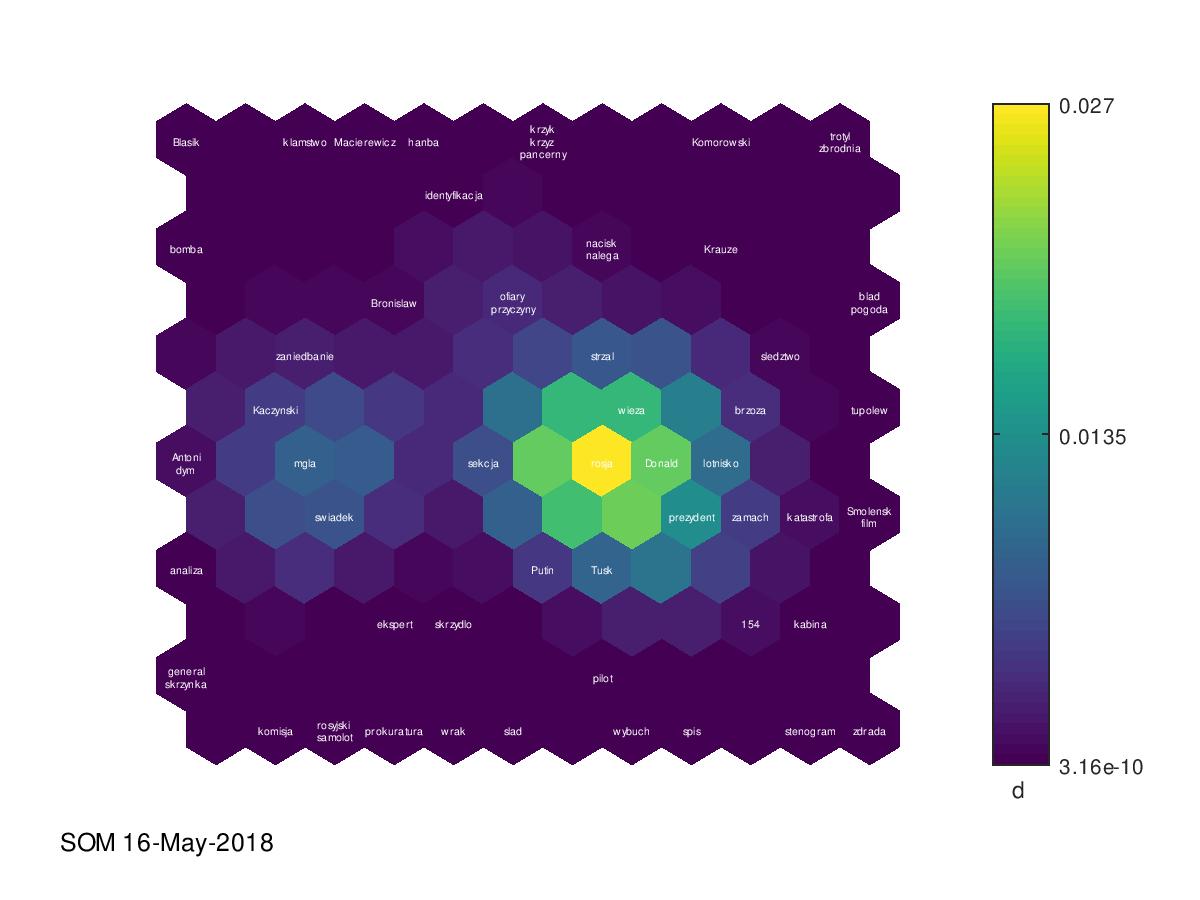 0.027
krzyk
Blasik klamstwo Macierewicz hanba krzyz Komorowski trotyl
pancerny zbrodnia
identyfikacja
nacisk
bomba nalega Krauze
Bronislaw ofiary blad
przyczyny pogoda
zaniedbanie strzal sledztwo
Kaczynski wieza brzoza tupolew
0.0135
Antoni
dym mgla sekcja rosja Donald lotnisko
swiadek prezydent zamach katastrofa Smolensk
film
analiza Putin Tusk
ekspert skrzydlo 154 kabina
general
skrzynka pilot
komisja rosyjski prokuratura wrak slad wybuch spis stenogram zdrada
samolot
3.16e-10
d
SOM 16-May-2018